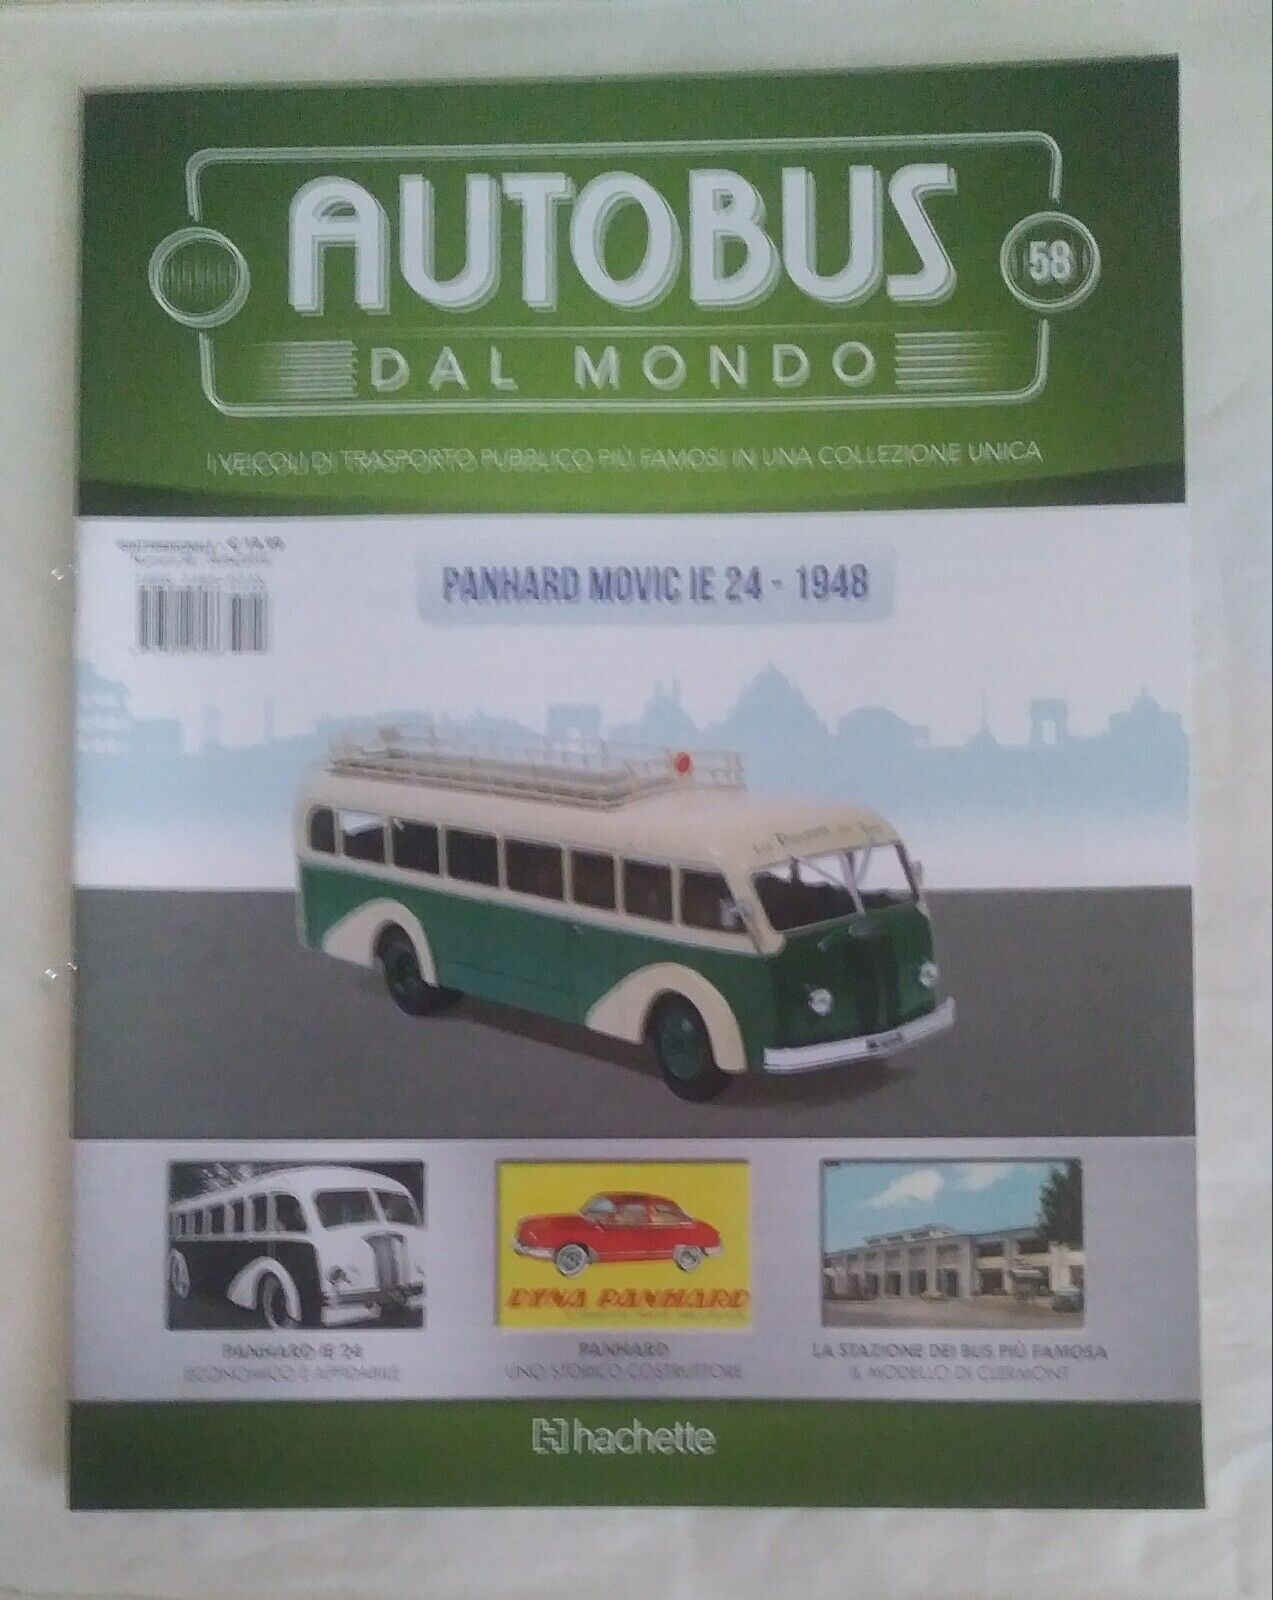 AUTOBUS
58
DAL MONDO
I VEICOLI DI TRASPORTO PUBBLICO PIÙ FAMOSI IN UNA COLLEZIONE UNICA
PANHARD MOVIC IE 24 - 1948
DYNA PANHARD
PANHARD IE 24
ECONOMICO E AFFIDABILE
PANHARD
UNO STORICO COSTRUTTORE
LA STAZIONE DEI BUS PIÙ FAMOSA
IL MODELLO DI CLERMONT
hachette